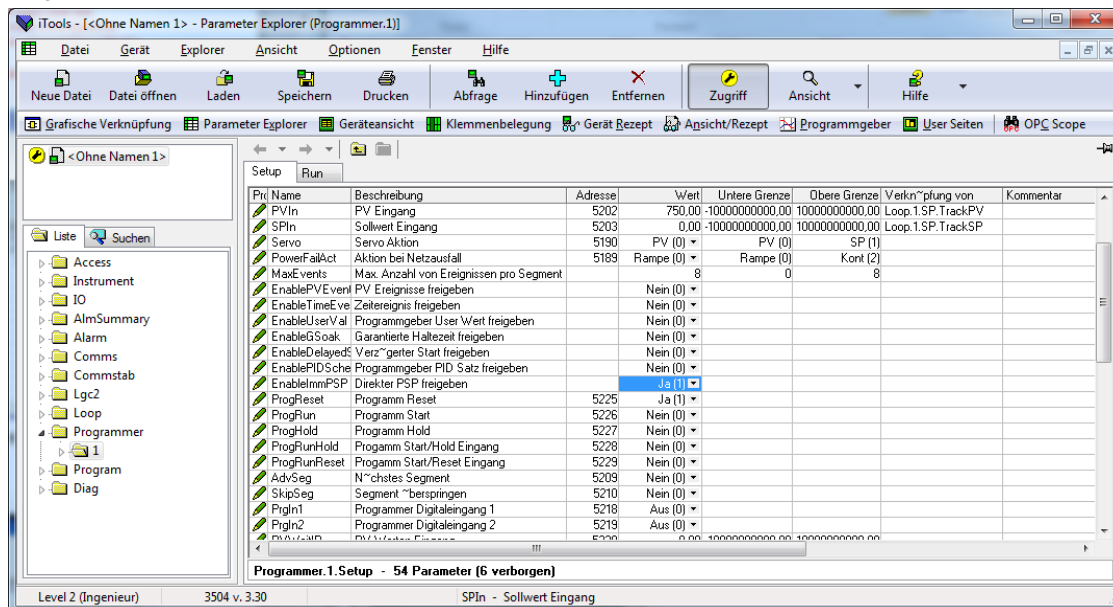 iTools - [<Ohne Namen 1> - Parameter Explorer (Programmer.1)]
Datei Gerät Explorer Ansicht Optionen Fenster Hilfe
Neue Datei Datei öffnen Laden Speichern Drucken Abfrage Hinzufügen Entfernen Zugriff Ansicht Hilfe
Grafische Verknüpfung Parameter Explorer Geräteansicht Klemmenbelegung Gerät Rezept Ansicht/Rezept Programmgeber User Seiten OPC Scope
<Ohne Namen 1>
Liste Suchen
Access
Instrument
IO
AlmSummary
Alarm
Comms
Commstab
Lgc2
Loop
Programmer
1
Program
Diag
Setup Run
Name Beschreibung Adresse Wert Untere Grenze Obere Grenze Verkn~pfung von Kommentar
PVIn PV Eingang 5202 750,00 -10000000000,00 10000000000,00 Loop.1.SP.TrackPV
SPIn Sollwert Eingang 5203 0,00 -10000000000,00 10000000000,00 Loop.1.SP.TrackSP
Servo Servo Aktion 5190 PV (0) PV (0) SP (1)
PowerFailAct Aktion bei Netzausfall 5189 Rampe (0) Rampe (0) Kont (2)
MaxEvents Max. Anzahl von Ereignissen pro Segment 8 0 8
EnablePVEvent PV Ereignisse freigeben Nein (0)
EnableTimeEve Zeitereignis freigeben Nein (0)
EnableUserVal Programmgeber User Wert freigeben Nein (0)
EnableGSoak Garantierte Haltezeit freigeben Nein (0)
EnableDelayedS Verz~gerter Start freigeben Nein (0)
EnablePIDSche Programmgeber PID Satz freigeben Nein (0)
EnableImmPSP Direkter PSP freigeben Ja (1)
ProgReset Programm Reset 5225 Ja (1)
ProgRun Programm Start 5226 Nein (0)
ProgHold Programm Hold 5227 Nein (0)
ProgRunHold Progamm Start/Hold Eingang 5228 Nein (0)
ProgRunReset Progamm Start/Reset Eingang 5229 Nein (0)
AdvSeg N~chstes Segment 5209 Nein (0)
SkipSeg Segment ~berspringen 5210 Nein (0)
PrgIn1 Programmer Digitaleingang 1 5218 Aus (0)
PrgIn2 Programmer Digitaleingang 2 5219 Aus (0)
Programmer.1.Setup - 54 Parameter (6 verborgen)
Level 2 (Ingenieur) 3504 v. 3.30 SPIn - Sollwert Eingang